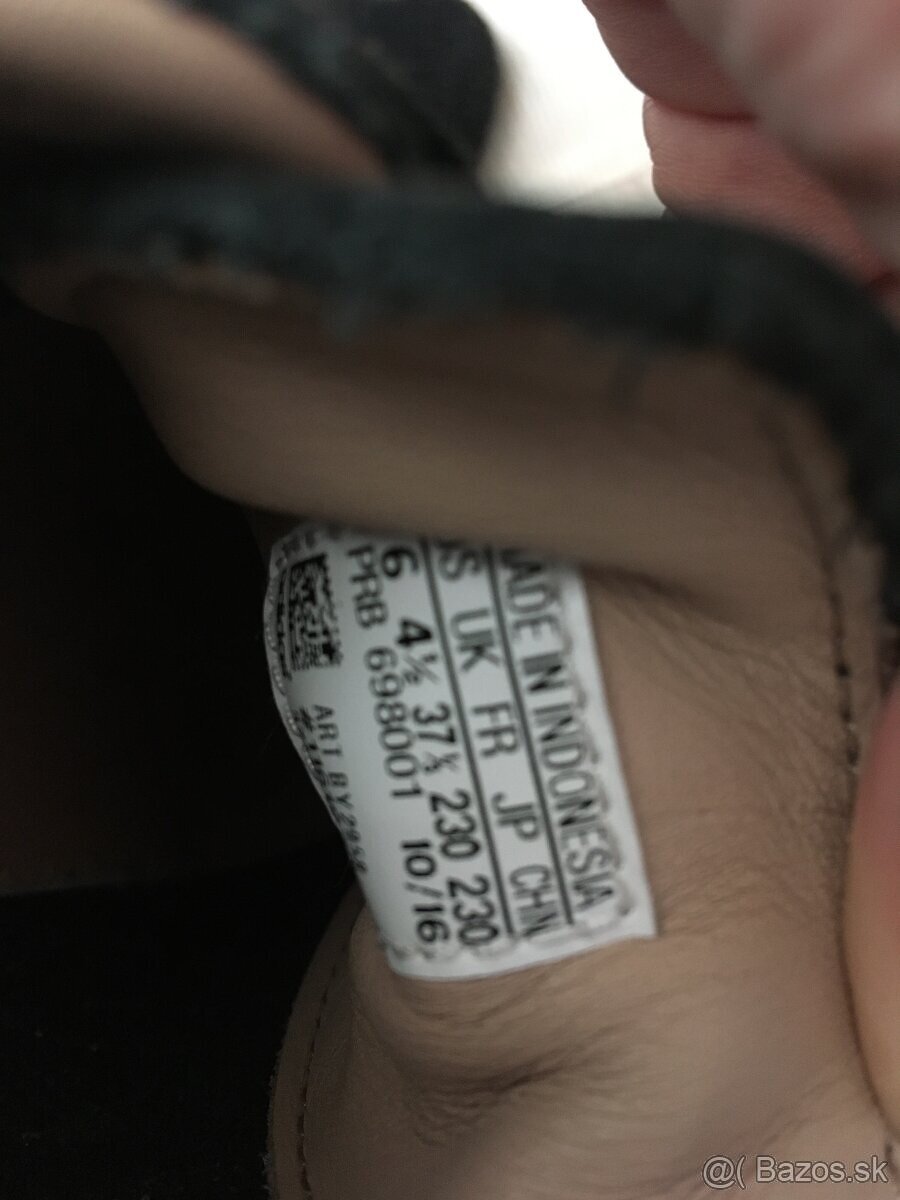 MADE IN INDONESIA
US UK FR JP CHN
6 4½ 37⅓ 230 230
PRB 698001 10/16
ART BY2956
@( Bazos.sk